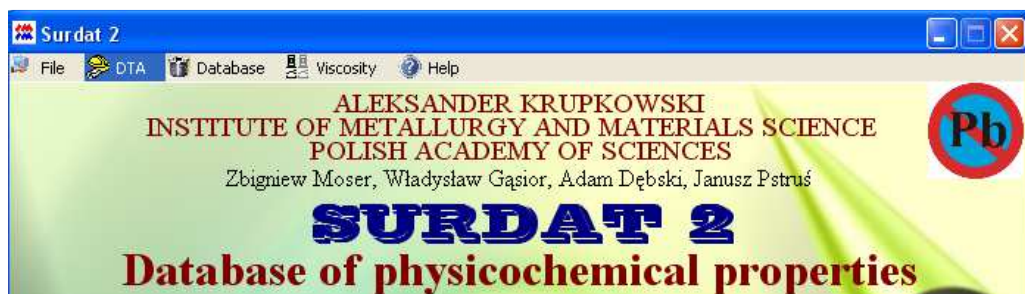 Surdat 2
File DTA Database Viscosity Help
ALEKSANDER KRUPKOWSKI
INSTITUTE OF METALLURGY AND MATERIALS SCIENCE
POLISH ACADEMY OF SCIENCES
Pb
Zbigniew Moser, Władysław Gąsior, Adam Dębski, Janusz Pstruś
SURDAT 2
Database of physicochemical properties